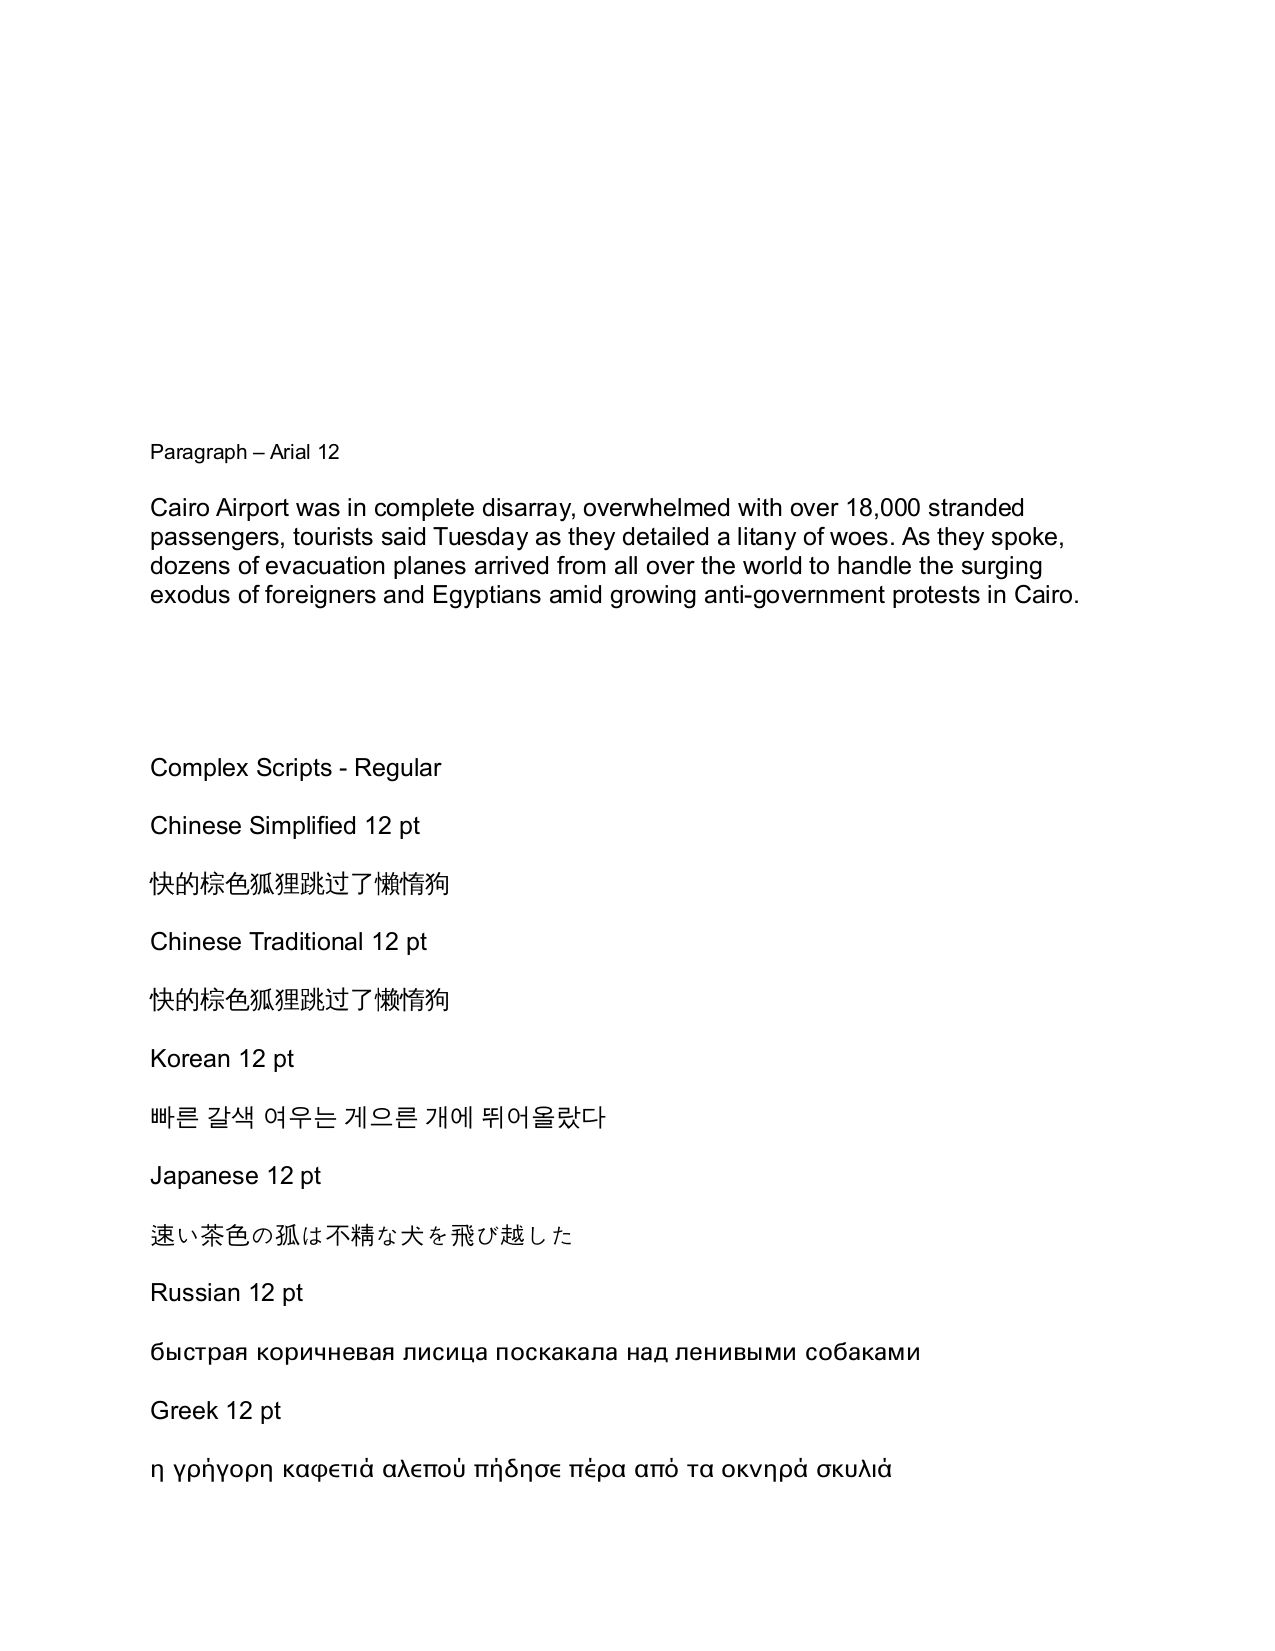 Paragraph – Arial 12
Cairo Airport was in complete disarray, overwhelmed with over 18,000 stranded
passengers, tourists said Tuesday as they detailed a litany of woes. As they spoke,
dozens of evacuation planes arrived from all over the world to handle the surging
exodus of foreigners and Egyptians amid growing anti-government protests in Cairo.
Complex Scripts - Regular
Chinese Simplified 12 pt
快的棕色狐狸跳过了懒惰狗
Chinese Traditional 12 pt
快的棕色狐狸跳过了懒惰狗
Korean 12 pt
빠른 갈색 여우는 게으른 개에 뛰어올랐다
Japanese 12 pt
速い茶色の孤は不精な犬を飛び越した
Russian 12 pt
быстрая коричневая лисица поскакала над ленивыми собаками
Greek 12 pt
η γρήγορη καφετιά αλεπού πήδησε πέρα από τα οκνηρά σκυλιά